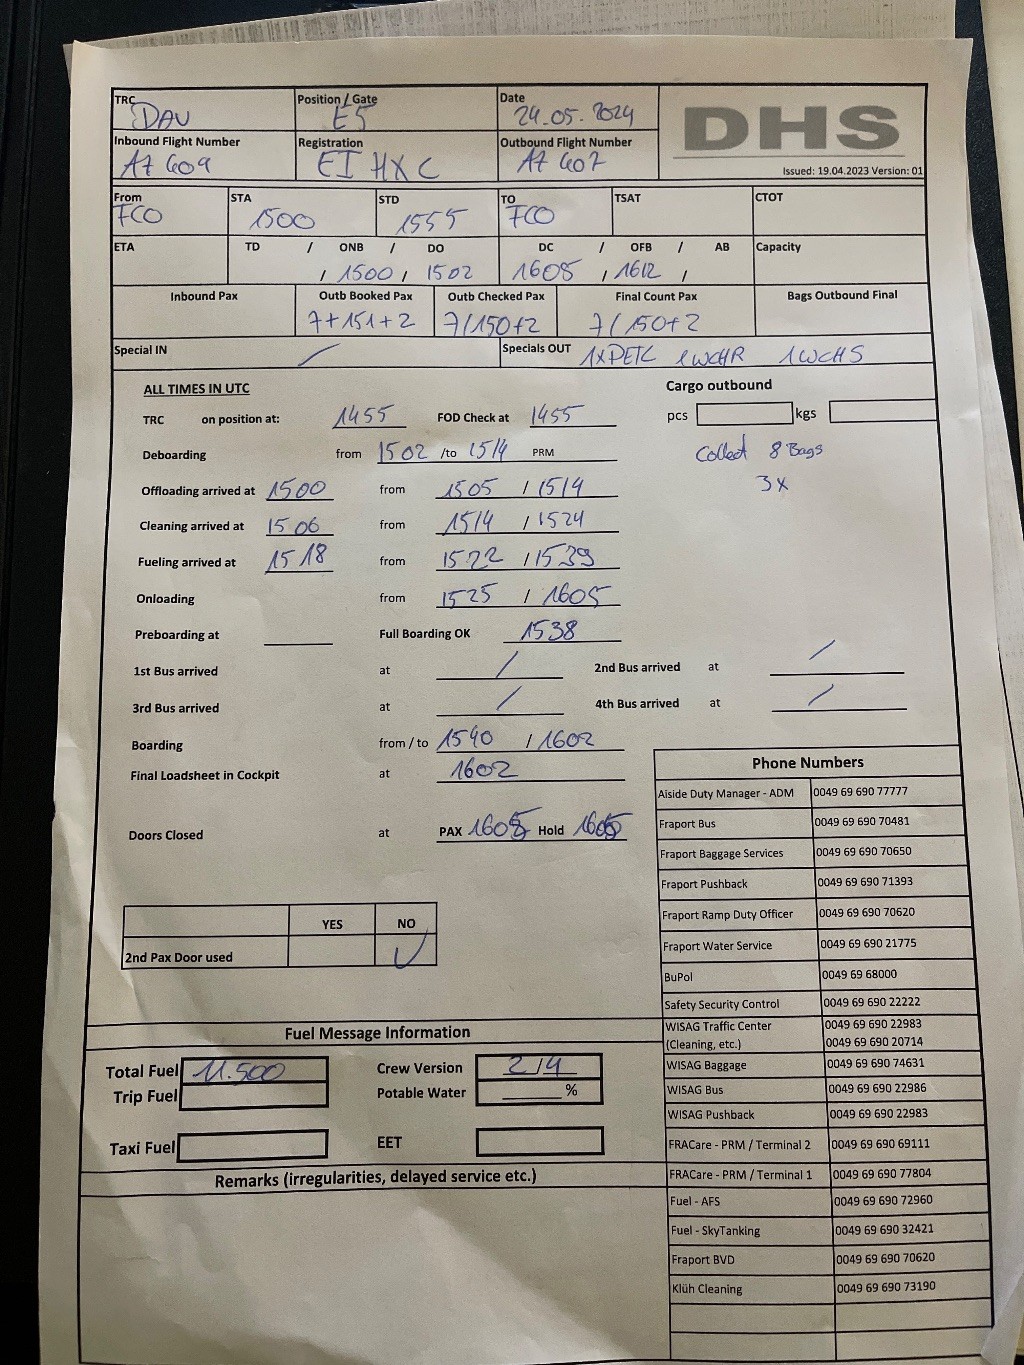 TRC Position / Gate Date
DAV E5 24.05.2024 DHS
Inbound Flight Number Registration Outbound Flight Number
AZ 409 EI HXC AZ 407
Issued: 19.04.2023 Version: 01
From STA STD TO TSAT CTOT
FCO 1500 1555 FCO
ETA TD / ONB / DO DC / OFB / AB Capacity
/ 1500 / 1502 1605 / 1612 /
Inbound Pax Outb Booked Pax Outb Checked Pax Final Count Pax Bags Outbound Final
7+151+2 7/150+2 7/150+2
Special IN / Specials OUT 1xPETC 1WCHR 1WCHS
ALL TIMES IN UTC Cargo outbound
TRC on position at: 1455 FOD Check at 1455 pcs kgs
Deboarding from 1502 /to 1514 PRM Collect 8 Bags
Offloading arrived at 1500 from 1505 / 1514 3x
Cleaning arrived at 1506 from 1514 / 1524
Fueling arrived at 1518 from 1522 / 1539
Onloading from 1525 / 1605
Preboarding at Full Boarding OK 1538
1st Bus arrived at / 2nd Bus arrived at /
3rd Bus arrived at / 4th Bus arrived at /
Boarding from / to 1540 / 1602
Final Loadsheet in Cockpit at 1602
Doors Closed at PAX 1605 Hold 1605
YES NO
2nd Pax Door used
Phone Numbers
Aiside Duty Manager - ADM 0049 69 690 77777
Fraport Bus 0049 69 690 70481
Fraport Baggage Services 0049 69 690 70650
Fraport Pushback 0049 69 690 71393
Fraport Ramp Duty Officer 0049 69 690 70620
Fraport Water Service 0049 69 690 21775
BuPol 0049 69 68000
Safety Security Control 0049 69 690 22222
WISAG Traffic Center 0049 69 690 22983
(Cleaning, etc.) 0049 69 690 20714
WISAG Baggage 0049 69 690 74631
WISAG Bus 0049 69 690 22986
WISAG Pushback 0049 69 690 22983
FRACare - PRM / Terminal 2 0049 69 690 69111
FRACare - PRM / Terminal 1 0049 69 690 77804
Fuel - AFS 0049 69 690 72960
Fuel - SkyTanking 0049 69 690 32421
Fraport BVD 0049 69 690 70620
Klüh Cleaning 0049 69 690 73190
Fuel Message Information
Total Fuel 11.500 Crew Version 2/4
Trip Fuel Potable Water %
Taxi Fuel EET
Remarks (irregularities, delayed service etc.)